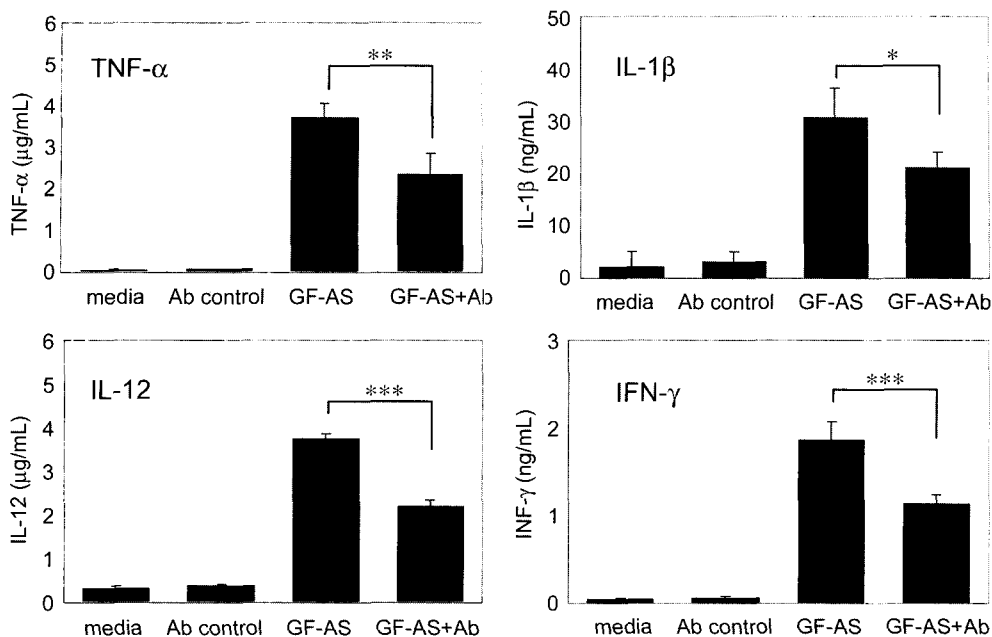 6
5
4
3
2
1
0
TNF-α (µg/mL)
TNF-α
**
media Ab control GF-AS GF-AS+Ab
50
40
30
20
10
0
IL-1β (ng/mL)
IL-1β
*
media Ab control GF-AS GF-AS+Ab
6
5
4
3
2
1
0
IL-12 (µg/mL)
IL-12
***
media Ab control GF-AS GF-AS+Ab
3
2
1
0
INF-γ (ng/mL)
IFN-γ
***
media Ab control GF-AS GF-AS+Ab